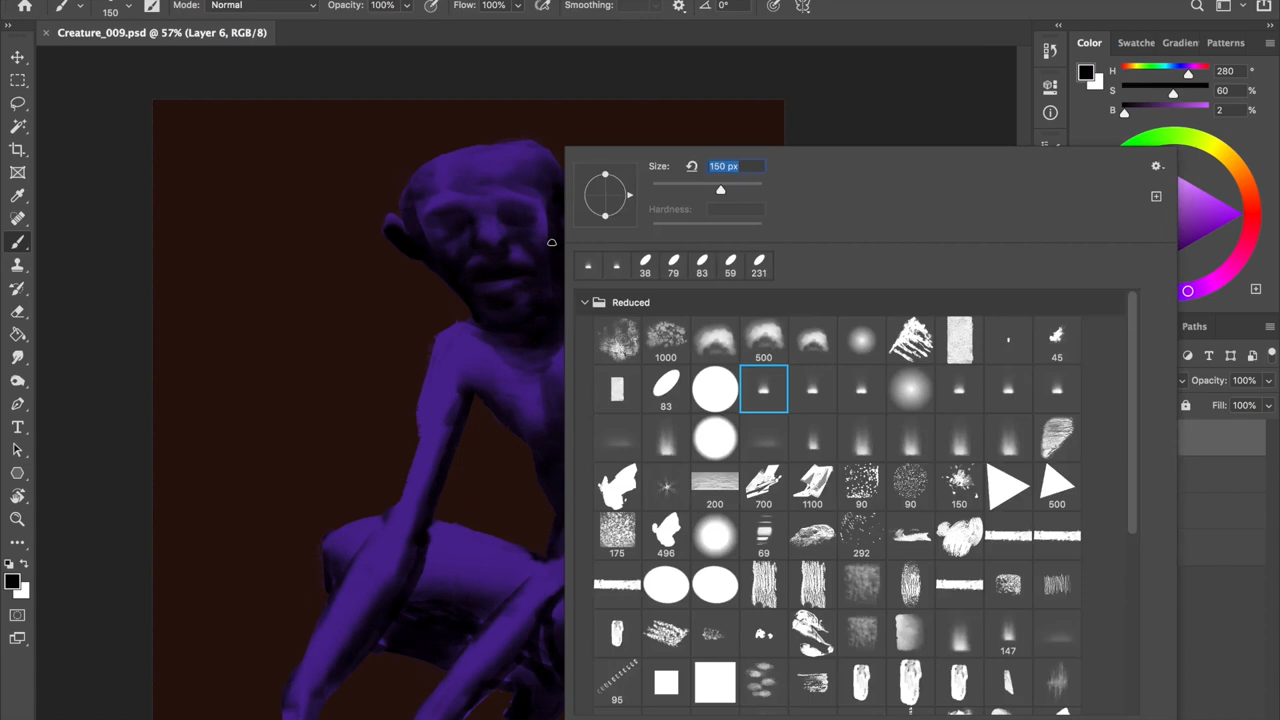 150
Mode:
Normal
Opacity:
100%
Flow:
100%
Smoothing:
0°
Creature_009.psd @ 57% (Layer 6, RGB/8)
Color
Swatche
Gradien
Patterns
H
280
°
S
60
%
B
2
%
Size:
150 px
Hardness:
38
79
83
59
231
Reduced
1000
500
45
83
200
700
1100
90
90
150
500
175
496
69
292
147
95
Paths
Opacity:
100%
Fill:
100%